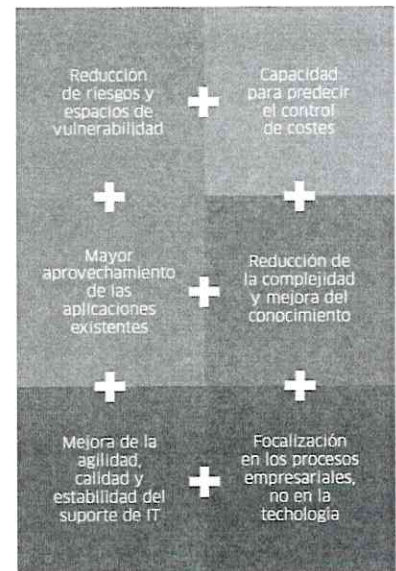 Reducción
de riesgos y
espacios de
vulnerabilidad
Capacidad
para predecir
el control
de costes
Mayor
aprovechamiento
de las
aplicaciones
existentes
Reducción de
la complejidad
y mejora del
conocimiento
Mejora de la
agilidad,
calidad y
estabilidad del
suporte de IT
Focalización
en los procesos
empresariales,
no en la
techología